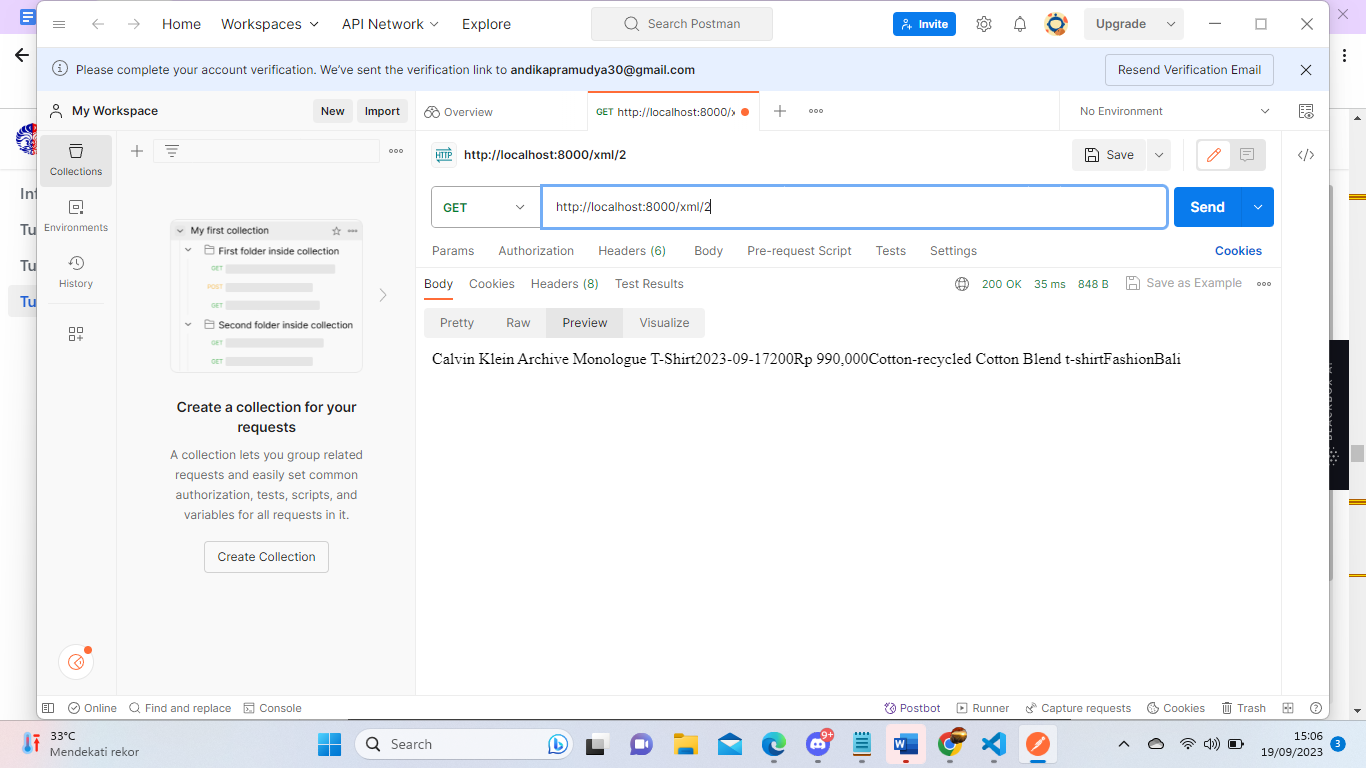 Home Workspaces API Network Explore Search Postman Invite Upgrade
Please complete your account verification. We've sent the verification link to andikapramudya30@gmail.com Resend Verification Email
My Workspace New Import Overview GET http://localhost:8000/x No Environment
Collections
Environments
History
My first collection
First folder inside collection
GET
POST
GET
Second folder inside collection
GET
GET
Create a collection for your
requests
A collection lets you group related
requests and easily set common
authorization, tests, scripts, and
variables for all requests in it.
Create Collection
HTTP http://localhost:8000/xml/2 Save
GET http://localhost:8000/xml/2 Send
Params Authorization Headers (6) Body Pre-request Script Tests Settings Cookies
Body Cookies Headers (8) Test Results 200 OK 35 ms 848 B Save as Example
Pretty Raw Preview Visualize
Calvin Klein Archive Monologue T-Shirt2023-09-17200Rp 990,000Cotton-recycled Cotton Blend t-shirtFashionBali
In
Tu
Tu
Tu
Online Find and replace Console Postbot Runner Capture requests Cookies Trash
33°C
Mendekati rekor
Search
9+
15:06
19/09/2023
3